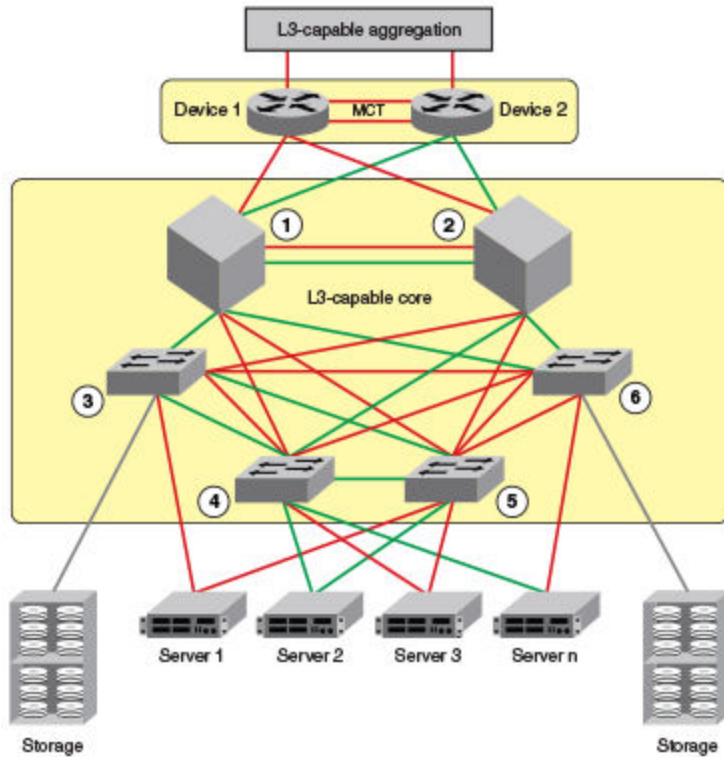 L3-capable aggregation
Device 1
MCT
Device 2
1
2
L3-capable core
3
6
4
5
Server 1
Server 2
Server 3
Server n
Storage
Storage